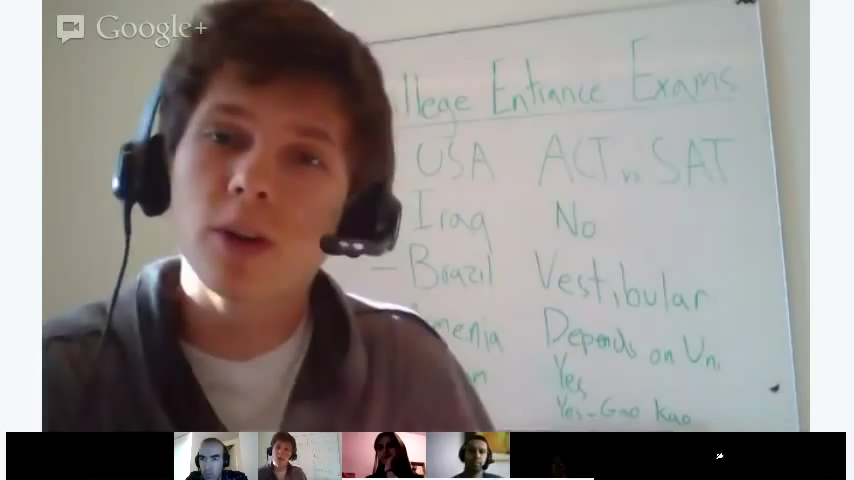 Google+
llege Entrance Exams
USA ACT vs SAT
Iraq No
- Brazil Vestibular
menia Depends on Uni
n Yes
Yes - Gao Kao